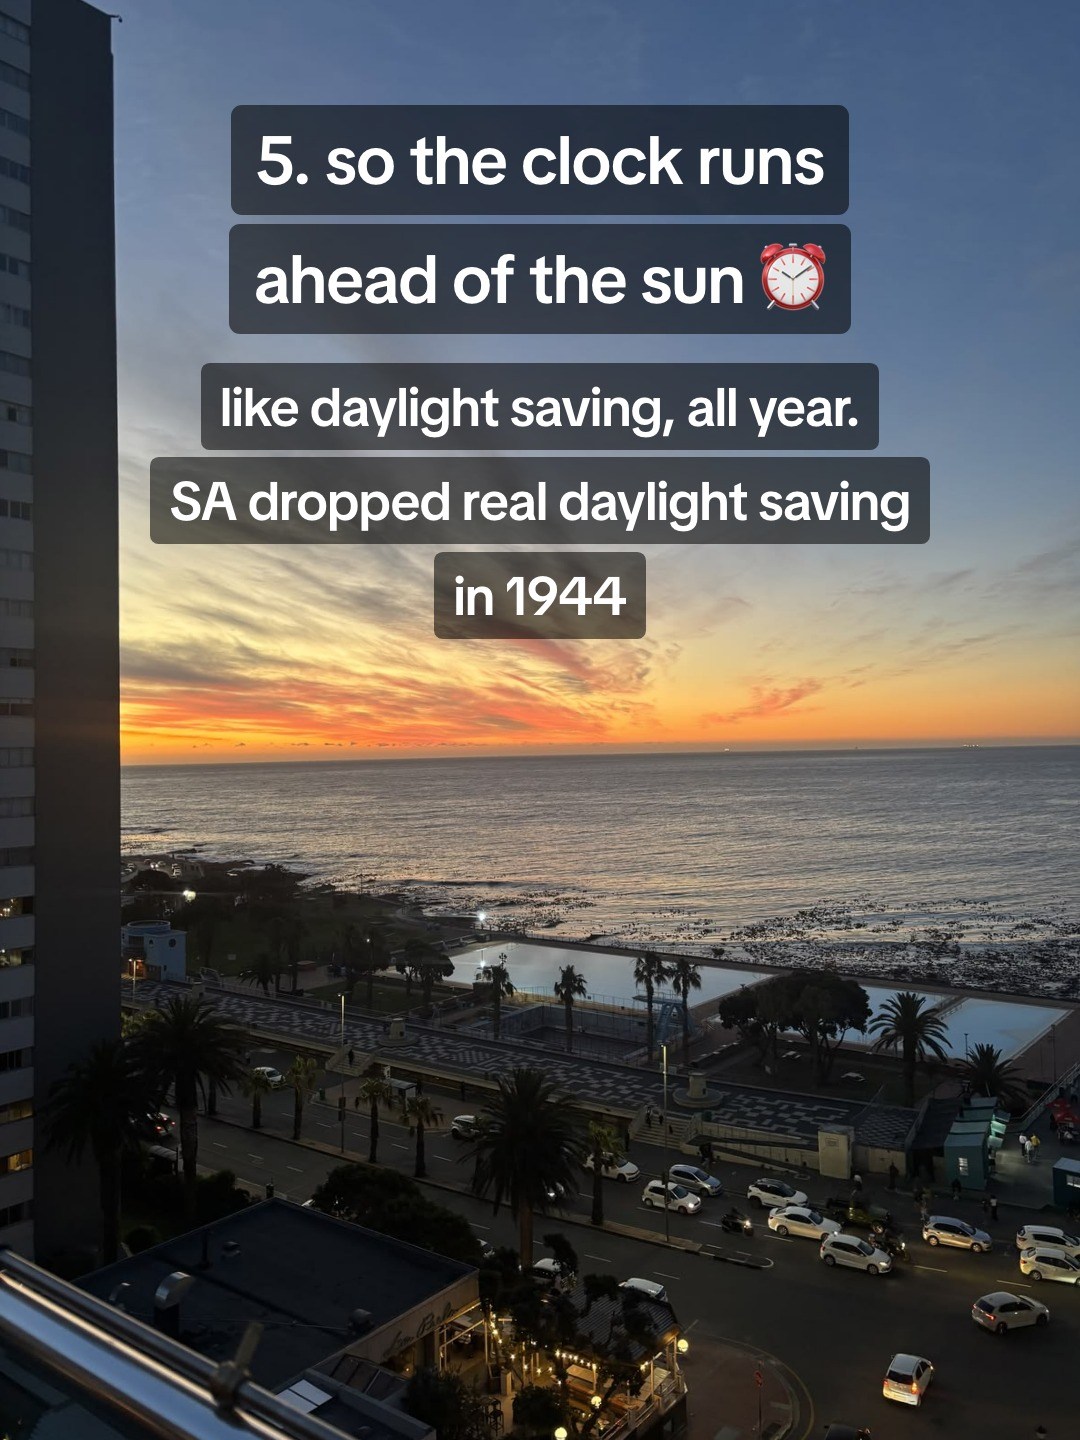 5. so the clock runs
ahead of the sun ⏰
like daylight saving, all year.
SA dropped real daylight saving
in 1944